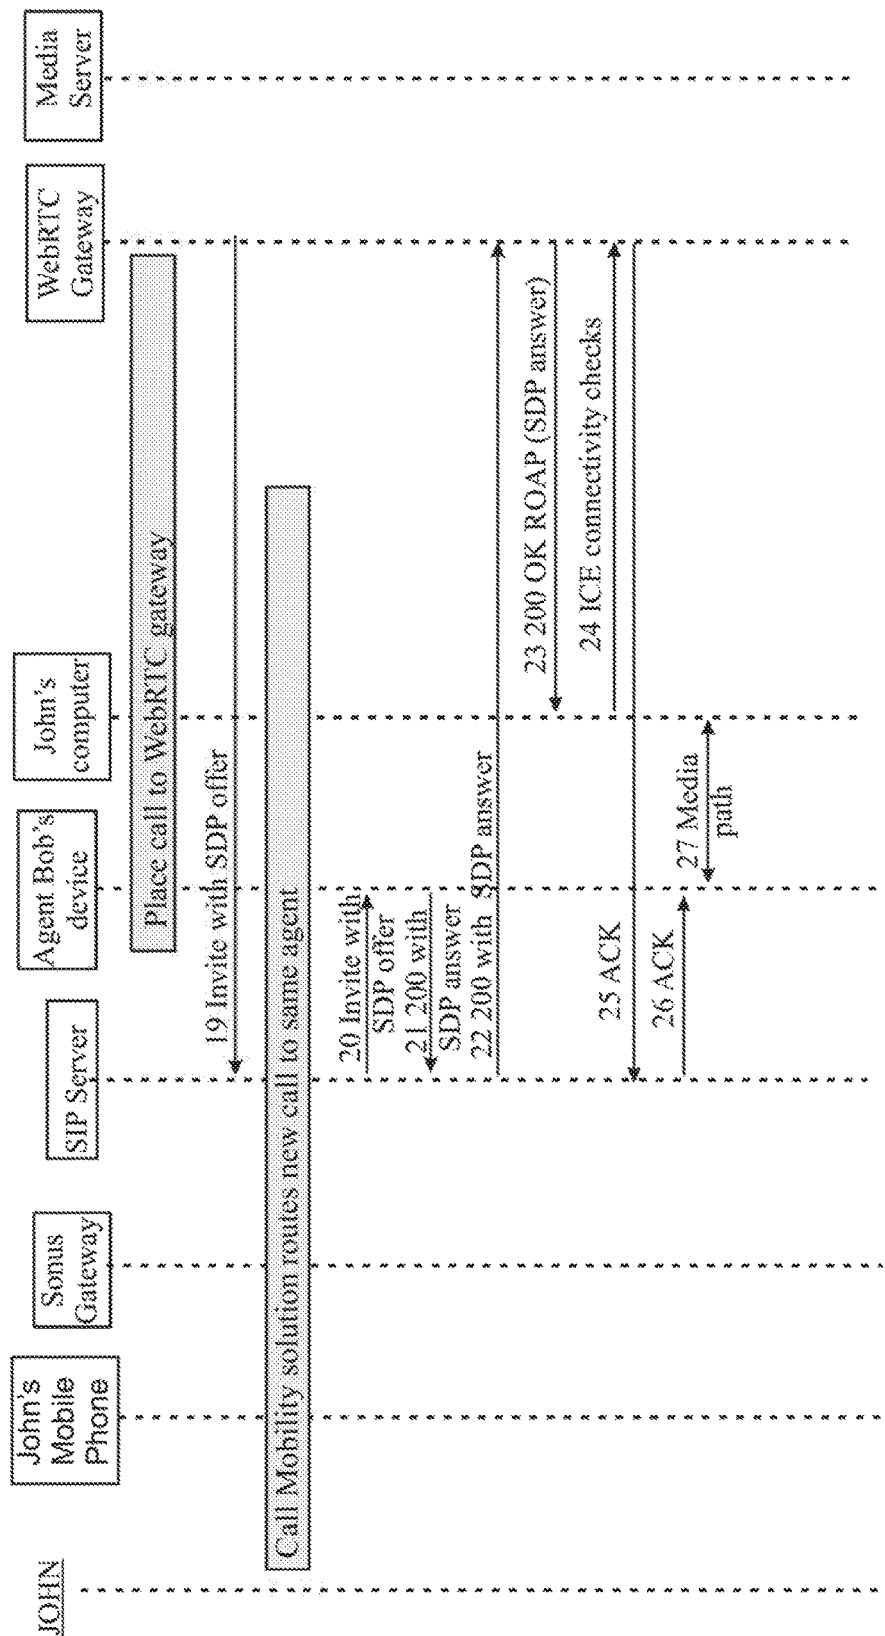 JOHN
John's
Mobile
Phone
Sonus
Gateway
SIP Server
Agent Bob's
device
John's
computer
WebRTC
Gateway
Media
Server
Place call to WebRTC gateway
19 Invite with SDP offer
Call Mobility solution routes new call to same agent
20 Invite with
SDP offer
21 200 with
SDP answer
22 200 with SDP answer
23 200 OK ROAP (SDP answer)
24 ICE connectivity checks
25 ACK
26 ACK
27 Media
path